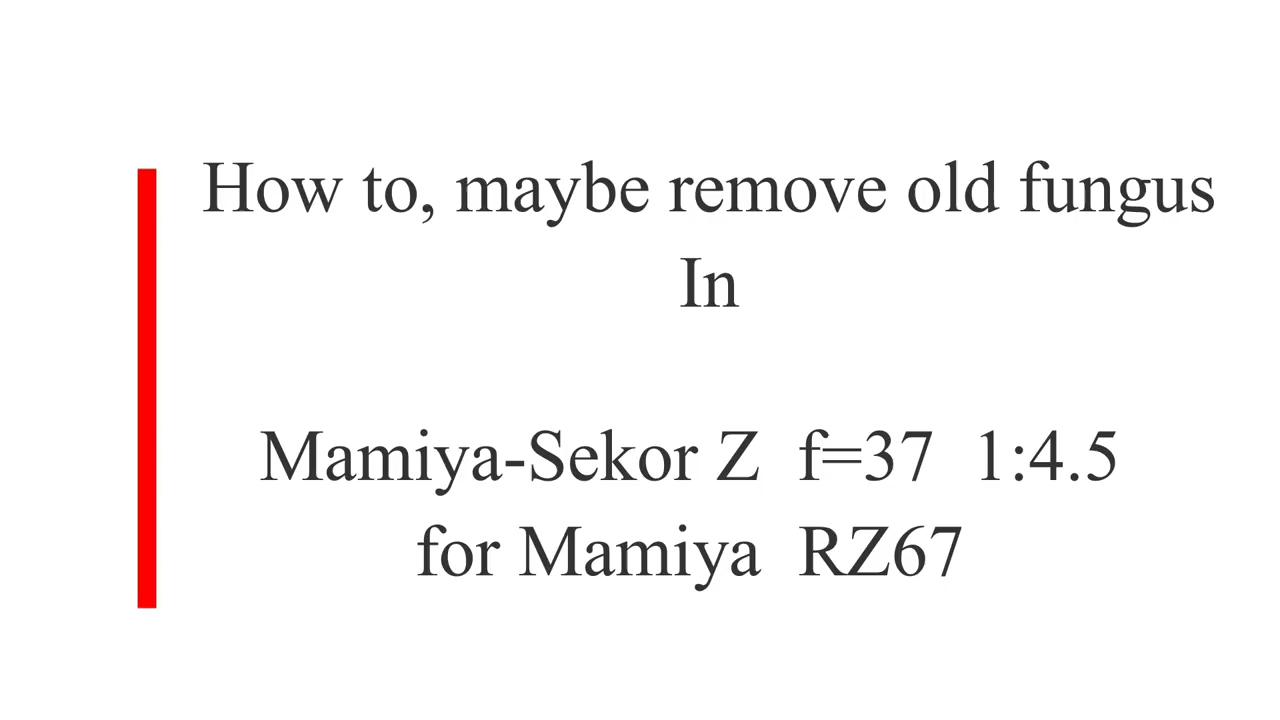 How to, maybe remove old fungus
In
Mamiya-Sekor Z f=37 1:4.5
for Mamiya RZ67